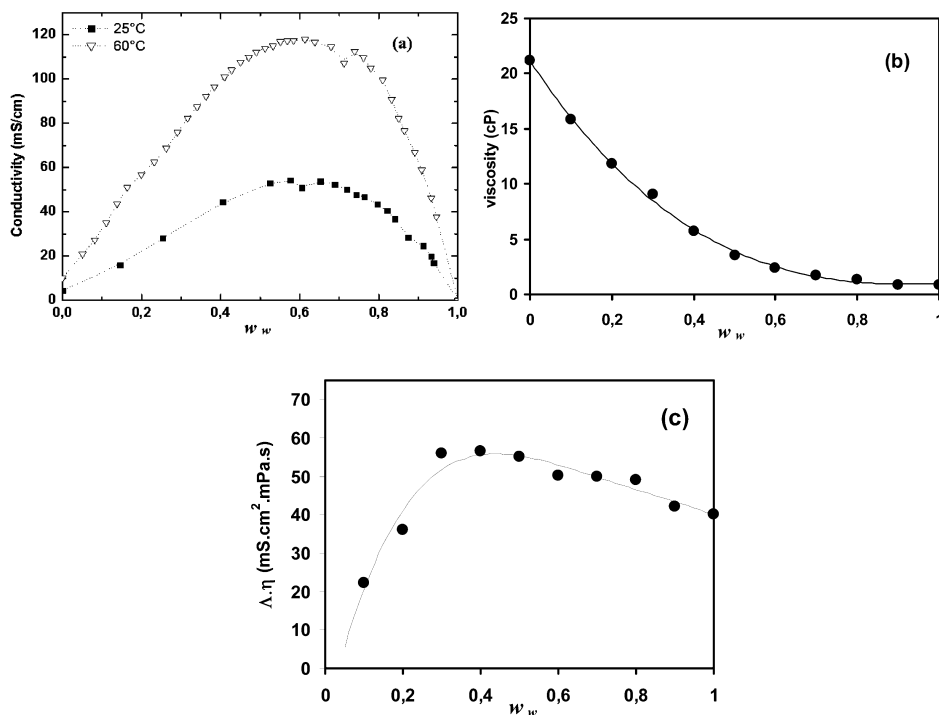 (a)
25°C
60°C
Conductivity (mS/cm)
120
100
80
60
40
20
0
0,0 0,2 0,4 0,6 0,8 1,0
w w
(b)
viscosity (cP)
25
20
15
10
5
0
0 0,2 0,4 0,6 0,8 1
w w
(c)
Λ.η (mS.cm².mPa.s)
70
60
50
40
30
20
10
0
0 0,2 0,4 0,6 0,8 1
w w